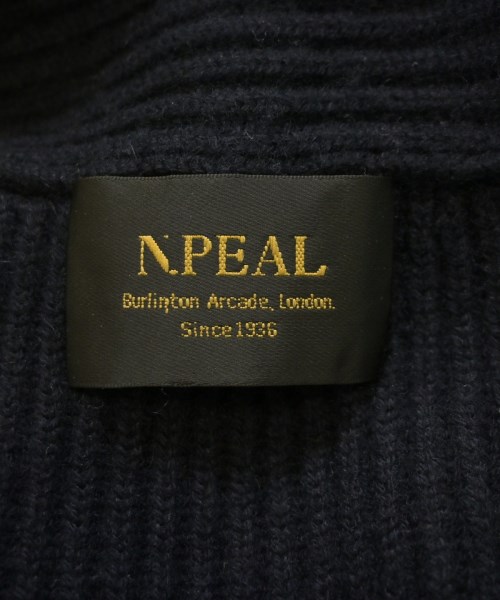 N.PEAL
Burlington Arcade, London.
Since 1936